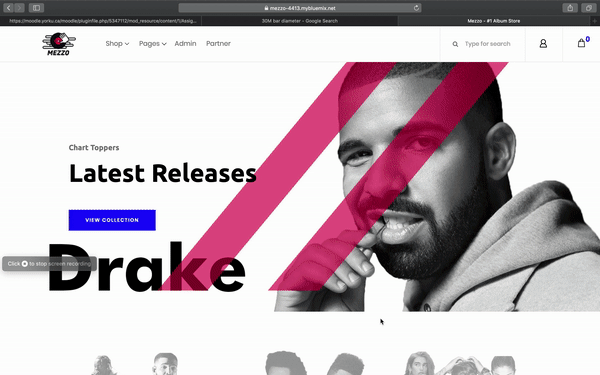 mezzo-4413.mybluemix.net
https://moodle.yorku.ca/moodle/pluginfile.php/5347112/mod_resource/content/1/Assig...
30M bar diameter - Google Search
Mezzo - #1 Album Store
MEZZO
Shop
Pages
Admin
Partner
Type for search
0
Chart Toppers
Latest Releases
VIEW COLLECTION
Drake
Click to stop screen recording